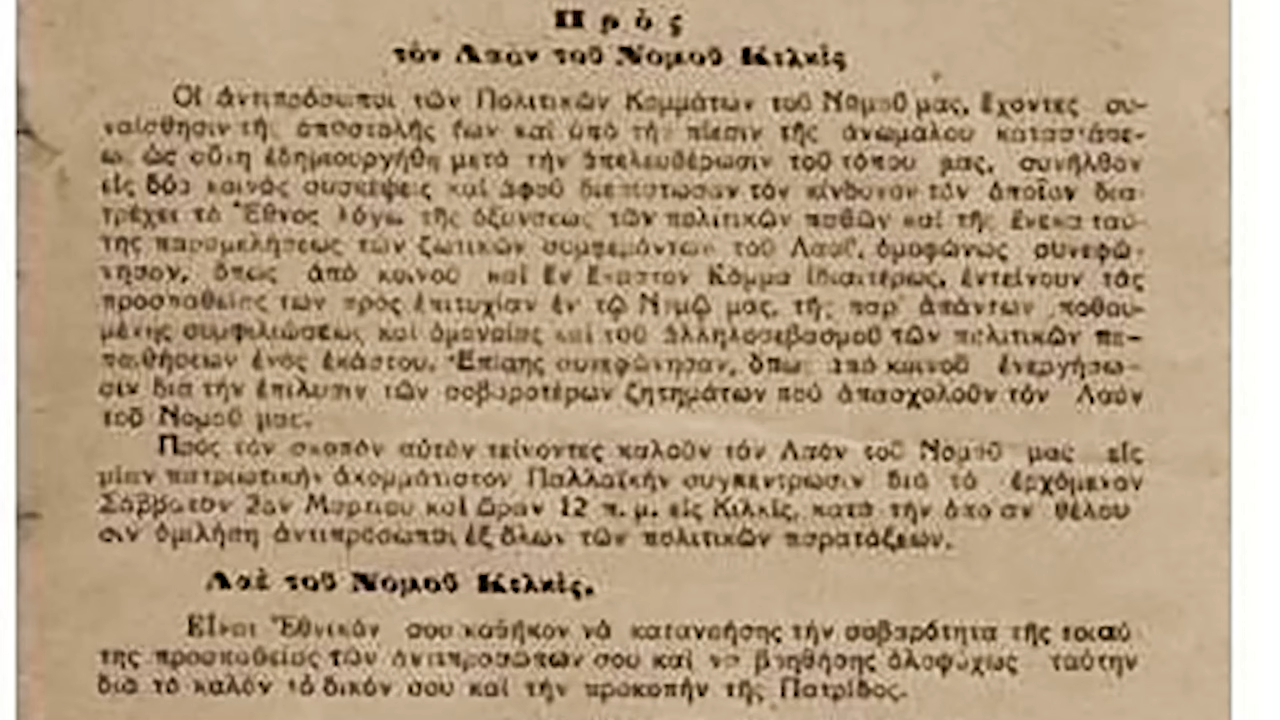 Πρὸς
τὸν Λαὸν τοῦ Νομοῦ Κιλκὶς
Οἱ ἀντιπρόσωποι τῶν Πολιτικῶν Κομμάτων τοῦ Νομοῦ μας, ἔχοντες συ-
ναίσθησιν τῆς ἀποστολῆς των καὶ ὑπὸ τὴν πίεσιν τῆς ἀνωμάλου καταστάσε-
ως ὡς αὕτη ἐδημιουργήθη μετὰ τὴν ἀπελευθέρωσιν τοῦ τόπου μας, συνῆλθον
εἰς δύο κοινὰς συσκέψεις καὶ ἀφοῦ διεπίστωσαν τὸν κίνδυνον τὸν ὁποῖον δια-
τρέχει τὸ Ἔθνος λόγω τῆς ὀξύνσεως τῶν πολιτικῶν παθῶν καὶ τῆς ἕνεκα ταύ-
της παραμελήσεως τῶν ζωτικῶν συμφερόντων τοῦ Λαοῦ, ὁμοφώνως συνεφώ-
νησαν, ὅπως ἀπὸ κοινοῦ καὶ ἓν ἕκαστον Κόμμα ἰδιαιτέρως, ἐντείνουν τὰς
προσπαθείας των πρὸς ἐπιτυχίαν ἐν τῷ Νομῷ μας, τῆς παρ' ἁπάντων ποθου-
μένης συμφιλιώσεως καὶ ὁμονοίας καὶ τοῦ ἀλληλοσεβασμοῦ τῶν πολιτικῶν πε-
ποιθήσεων ἑνὸς ἑκάστου. Ἐπίσης συνεφώνησαν, ὅπως ἀπὸ κοινοῦ ἐνεργήσω-
σιν διὰ τὴν ἐπίλυσιν τῶν σοβαροτέρων ζητημάτων ποὺ ἀπασχολοῦν τὸν Λαὸν
τοῦ Νομοῦ μας.
Πρὸς τὸν σκοπὸν αὐτὸν τείνοντες καλοῦν τὸν Λαὸν τοῦ Νομοῦ μας εἰς
μίαν πατριωτικὴν ἀκομμάτιστον Παλλαϊκὴν συγκέντρωσιν διὰ τὸ ἐρχόμενον
Σάββατον 2αν Μαρτίου καὶ ὥραν 12 π. μ. εἰς Κιλκίς, κατὰ τὴν ὁποίαν θέλου
σιν ὁμιλήση ἀντιπρόσωποι ἐξ ὅλων τῶν πολιτικῶν παρατάξεων.
Λαὲ τοῦ Νομοῦ Κιλκὶς,
Εἶναι Ἐθνικόν σου καθῆκον νὰ κατανοήσης τὴν σοβαρότητα τῆς τοιαύ
της προσπαθείας τῶν ἀντιπροσώπων σου καὶ νὰ βοηθήσης ὁλοψύχως ταύτην
διὰ τὸ καλὸν τὸ δικόν σου καὶ τὴν προκοπὴν τῆς Πατρίδος.